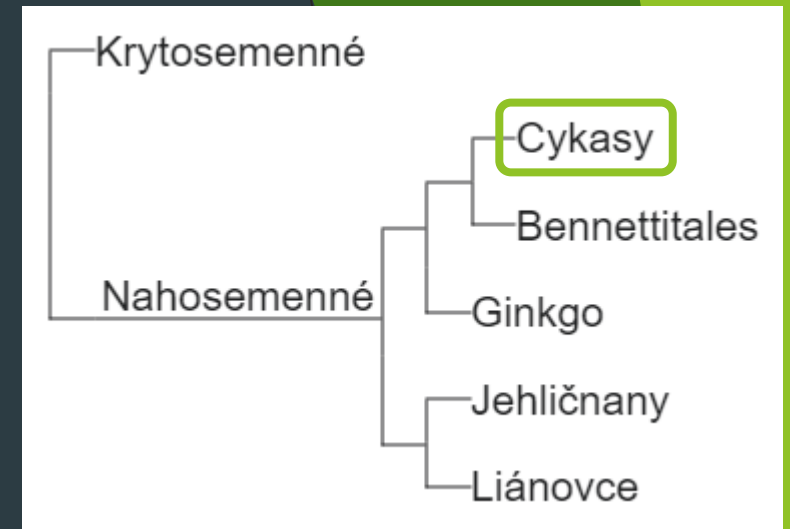 Krytosemenné
Cykasy
Bennettitales
Nahosemenné
Ginkgo
Jehličnany
Liánovce